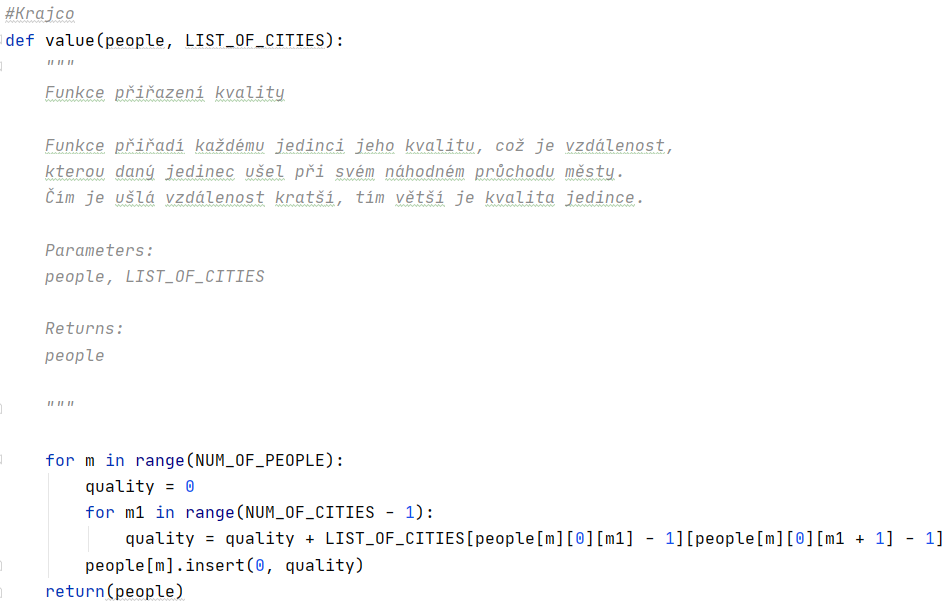 #Krajco
def value(people, LIST_OF_CITIES):
    """
    Funkce přiřazení kvality

    Funkce přiřadí každému jedinci jeho kvalitu, což je vzdálenost,
    kterou daný jedinec ušel při svém náhodném průchodu městy.
    Čím je ušlá vzdálenost kratší, tím větší je kvalita jedince.

    Parameters:
    people, LIST_OF_CITIES

    Returns:
    people

    """

    for m in range(NUM_OF_PEOPLE):
        quality = 0
        for m1 in range(NUM_OF_CITIES - 1):
            quality = quality + LIST_OF_CITIES[people[m][0][m1] - 1][people[m][0][m1 + 1] - 1]
        people[m].insert(0, quality)
    return(people)